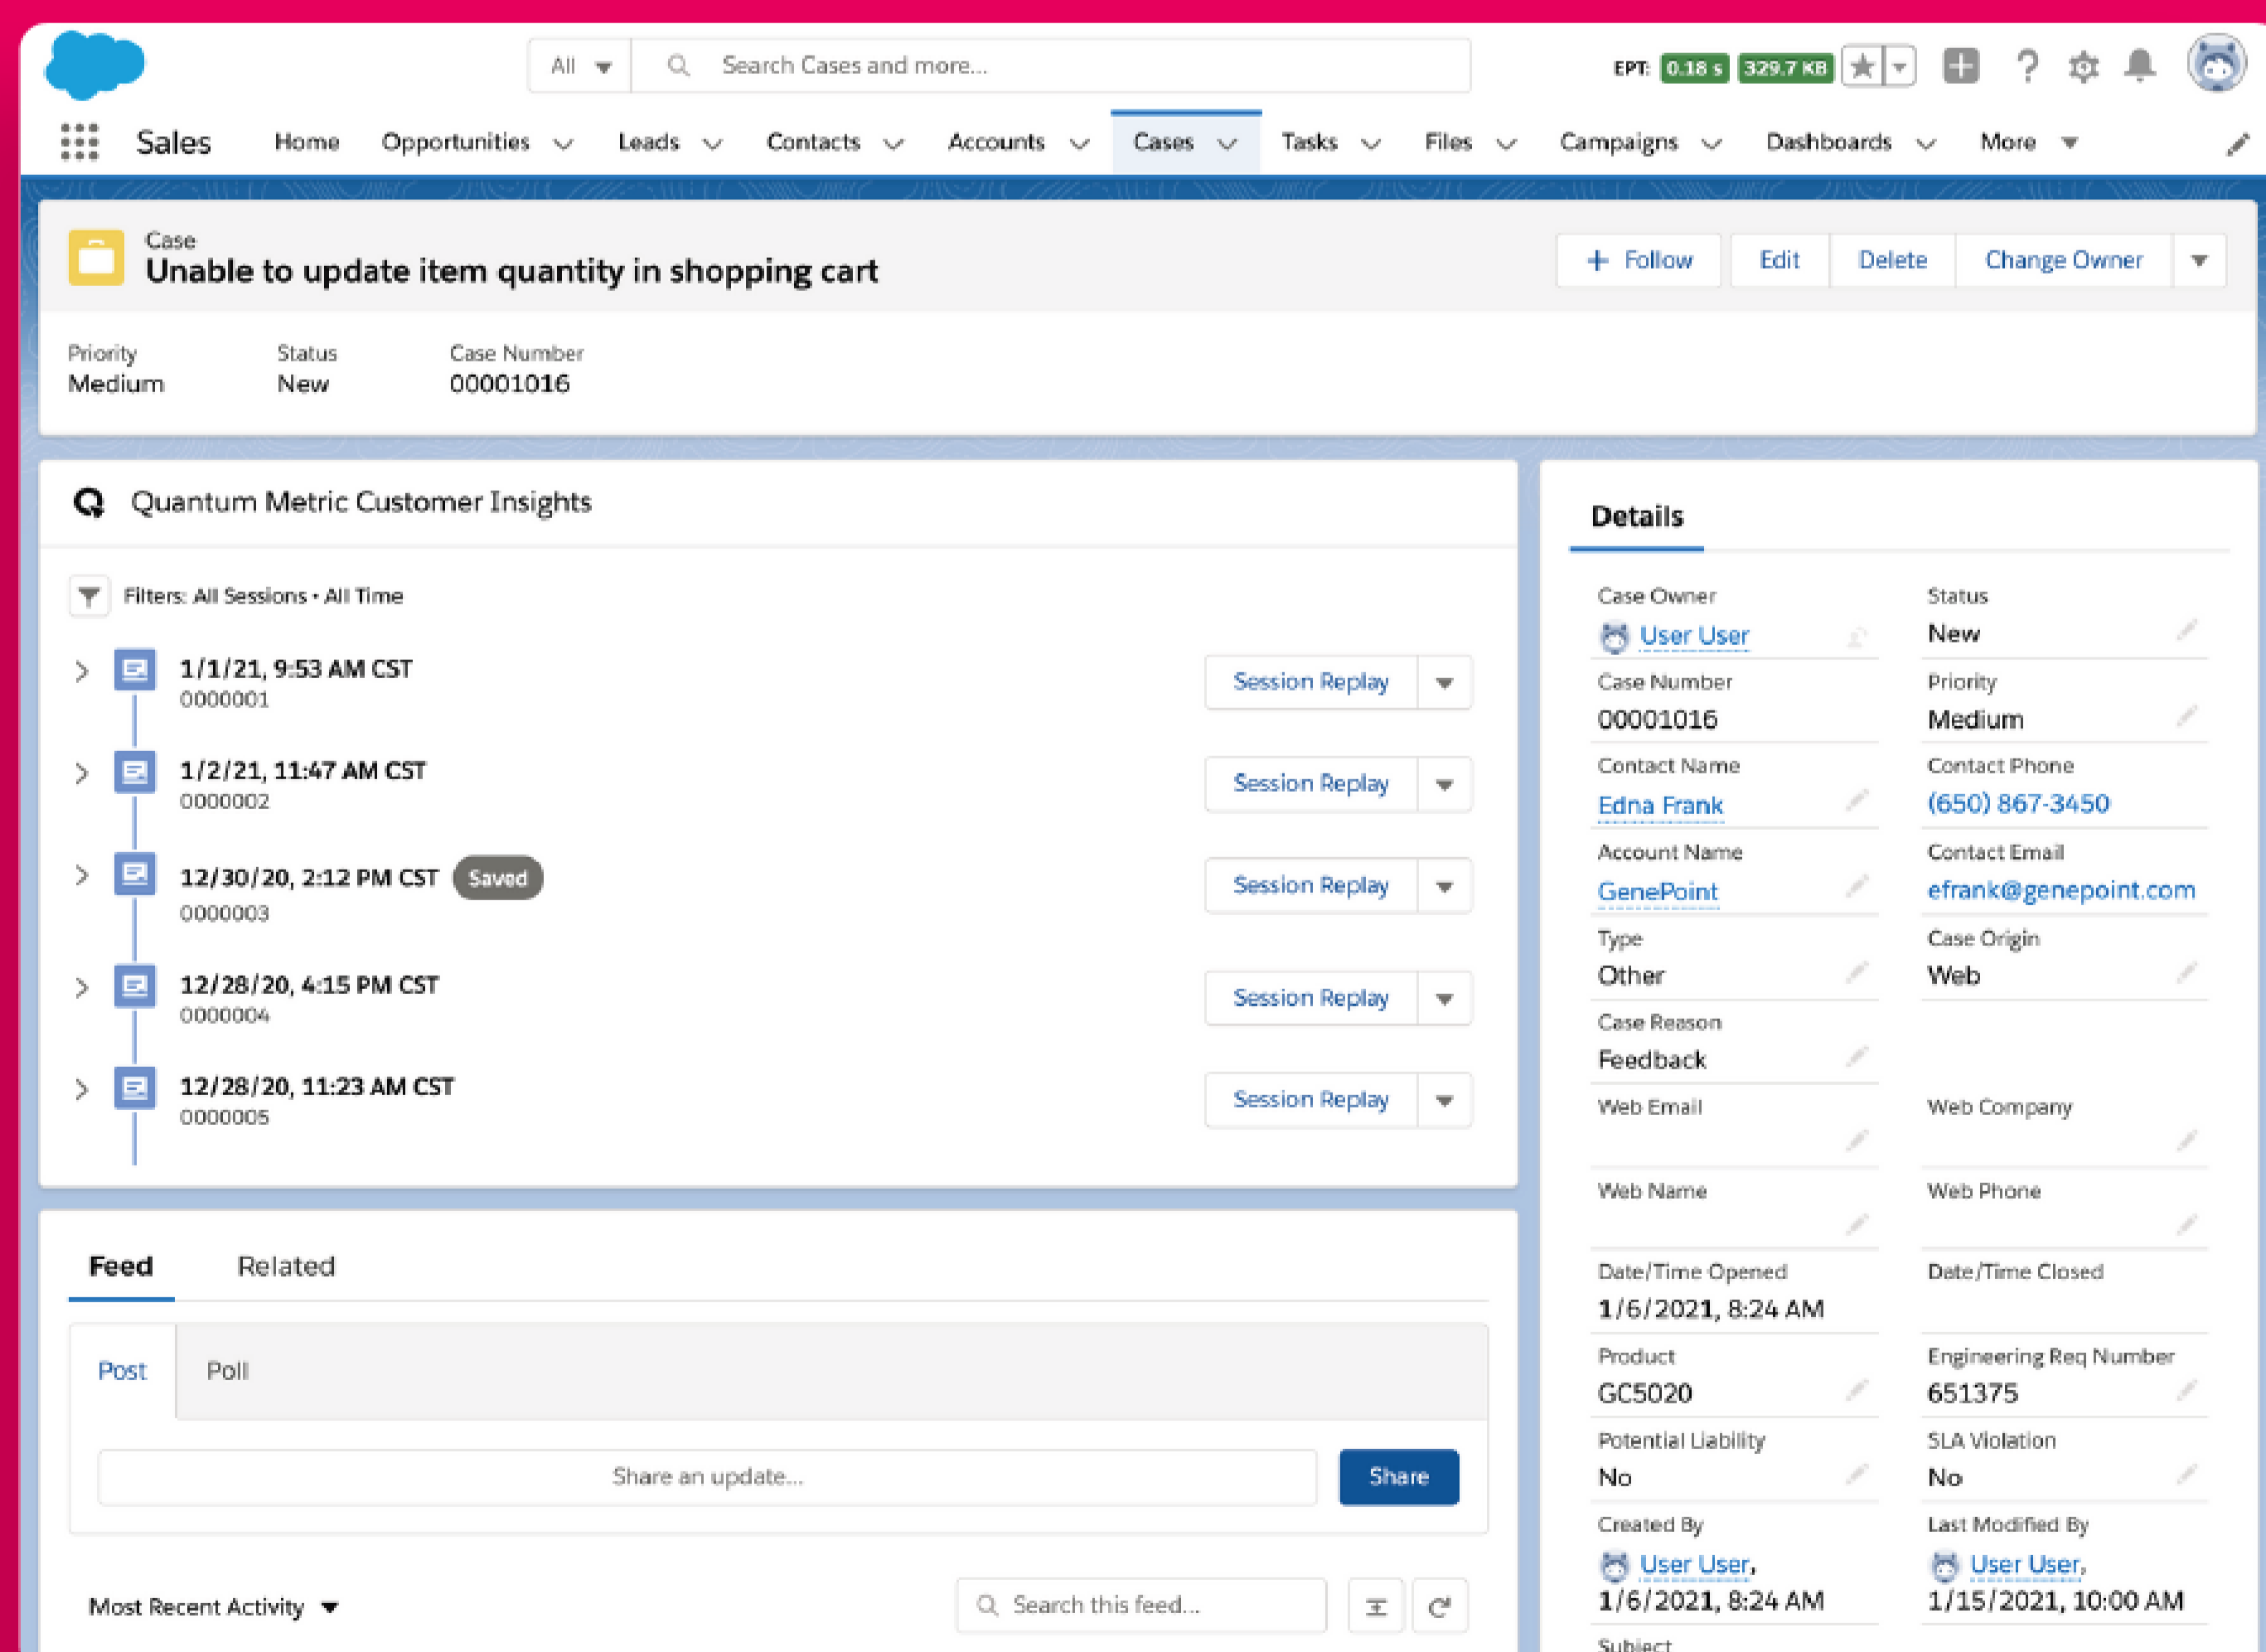 All Search Cases and more... EPT: 0.18 s 329.7 KB
Sales Home Opportunities Leads Contacts Accounts Cases Tasks Files Campaigns Dashboards More
Case
Unable to update item quantity in shopping cart
+ Follow Edit Delete Change Owner
Priority Status Case Number
Medium New 00001016
Quantum Metric Customer Insights
Filters: All Sessions • All Time
1/1/21, 9:53 AM CST
0000001
Session Replay
1/2/21, 11:47 AM CST
0000002
Session Replay
12/30/20, 2:12 PM CST Saved
0000003
Session Replay
12/28/20, 4:15 PM CST
0000004
Session Replay
12/28/20, 11:23 AM CST
0000005
Session Replay
Feed Related
Post Poll
Share an update... Share
Most Recent Activity Search this feed...
Details
Case Owner Status
User User New
Case Number Priority
00001016 Medium
Contact Name Contact Phone
Edna Frank (650) 867-3450
Account Name Contact Email
GenePoint efrank@genepoint.com
Type Case Origin
Other Web
Case Reason
Feedback
Web Email Web Company
Web Name Web Phone
Date/Time Opened Date/Time Closed
1/6/2021, 8:24 AM
Product Engineering Req Number
GC5020 651375
Potential Liability SLA Violation
No No
Created By Last Modified By
User User, User User,
1/6/2021, 8:24 AM 1/15/2021, 10:00 AM
Subject